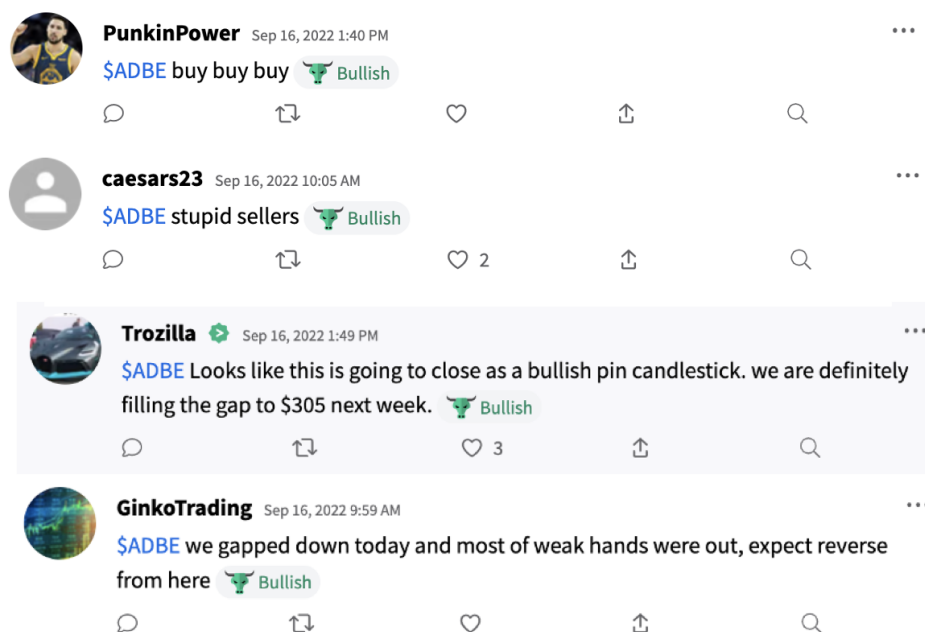 PunkinPower Sep 16, 2022 1:40 PM
$ADBE buy buy buy Bullish
caesars23 Sep 16, 2022 10:05 AM
$ADBE stupid sellers Bullish
2
Trozilla Sep 16, 2022 1:49 PM
$ADBE Looks like this is going to close as a bullish pin candlestick. we are definitely
filling the gap to $305 next week. Bullish
3
GinkoTrading Sep 16, 2022 9:59 AM
$ADBE we gapped down today and most of weak hands were out, expect reverse
from here Bullish